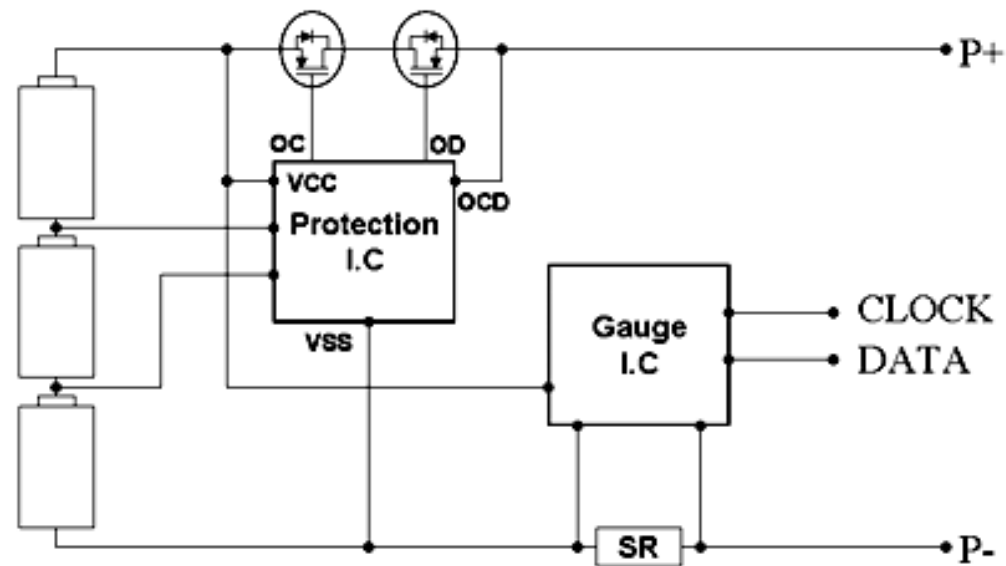 P+
OC
OD
VCC
OCD
Protection
I.C
VSS
Gauge
I.C
CLOCK
DATA
SR
P-